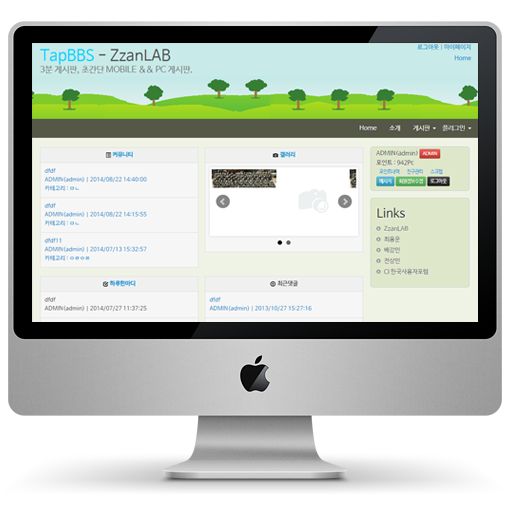 로그아웃 | 마이페이지
TapBBS - ZzanLAB
Home
3분 게시판, 초간단 MOBILE & & PC 게시판.
Home 소개 게시판 플러그인
커뮤니티
dfdf
ADMIN(admin) | 2014/08/22 14:40:00
카테고리 : ㅁㄴ
dfdf
ADMIN(admin) | 2014/08/22 14:15:55
카테고리 : ㅁㄴ
dfdf11
ADMIN(admin) | 2014/07/13 15:32:57
카테고리 :
갤러리
ADMIN(admin) ADMIN
포인트 : 942Pc
포인트내역 친구관리 스크랩
메시지 회원정보수정 로그아웃
Links
ZzanLAB
최용운
배강민
전상민
CI 한국사용자포럼
하루한마디
ADMIN(admin) | 2014/07/27 11:37:25
최근댓글
dfdf
ADMIN(admin) | 2013/10/27 15:27:16